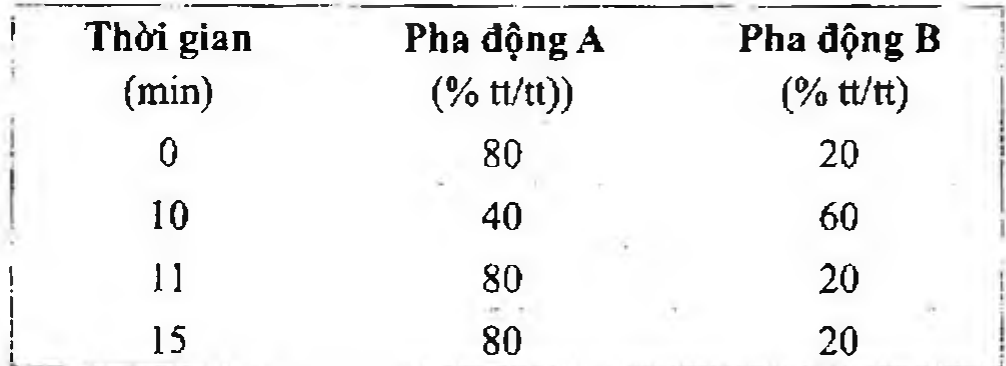 Thời gian Pha động A Pha động B
(min) (% tt/tt)) (% tt/tt)
0 80 20
10 40 60
11 80 20
15 80 20